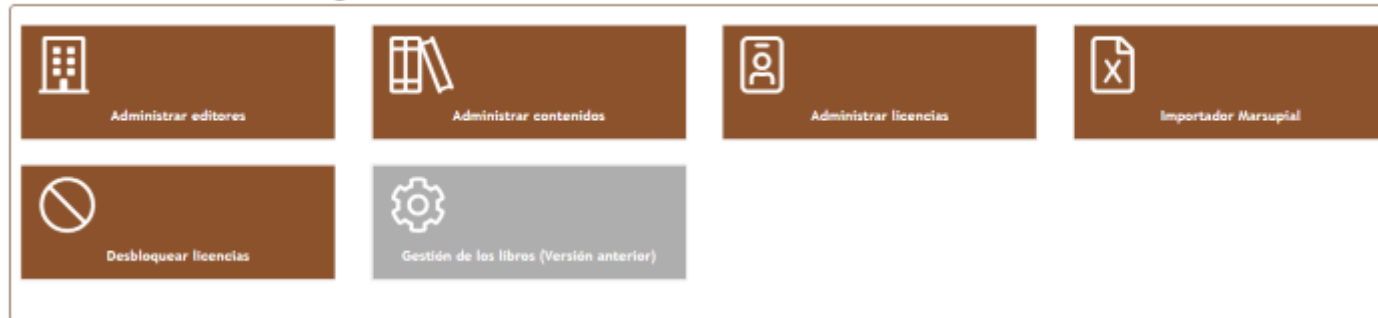 Administrar editores
Administrar contenidos
Administrar licencias
Importador Marsupial
Desbloquear licencias
Gestión de los libros (Versión anterior)